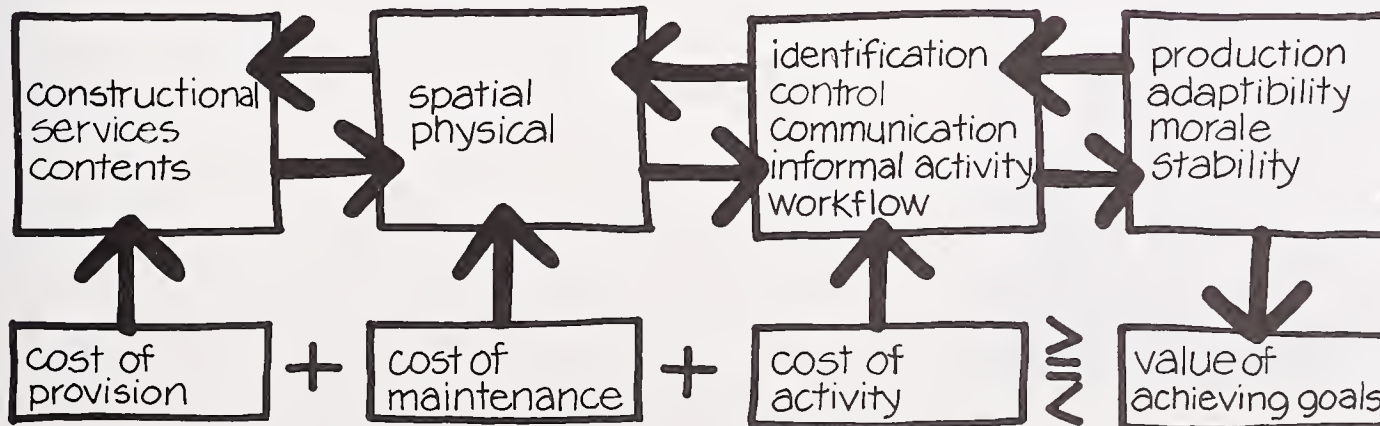 constructional
services
contents
spatial
physical
identification
control
communication
informal activity
workflow
production
adaptibility
morale
stability
cost of
provision
+
cost of
maintenance
+
cost of
activity
≥
=
≤
value of
achieving goals